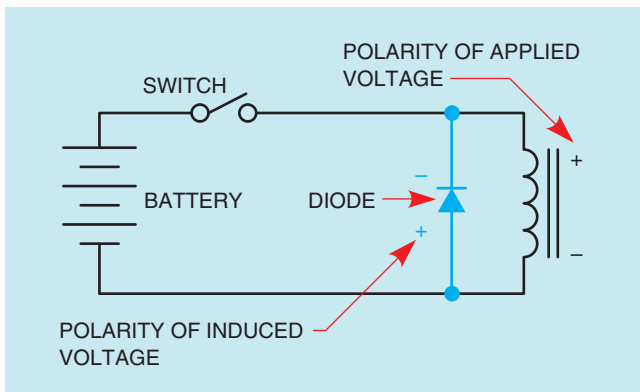 POLARITY OF APPLIED
VOLTAGE
SWITCH
+
–
BATTERY
DIODE
+
–
POLARITY OF INDUCED
VOLTAGE